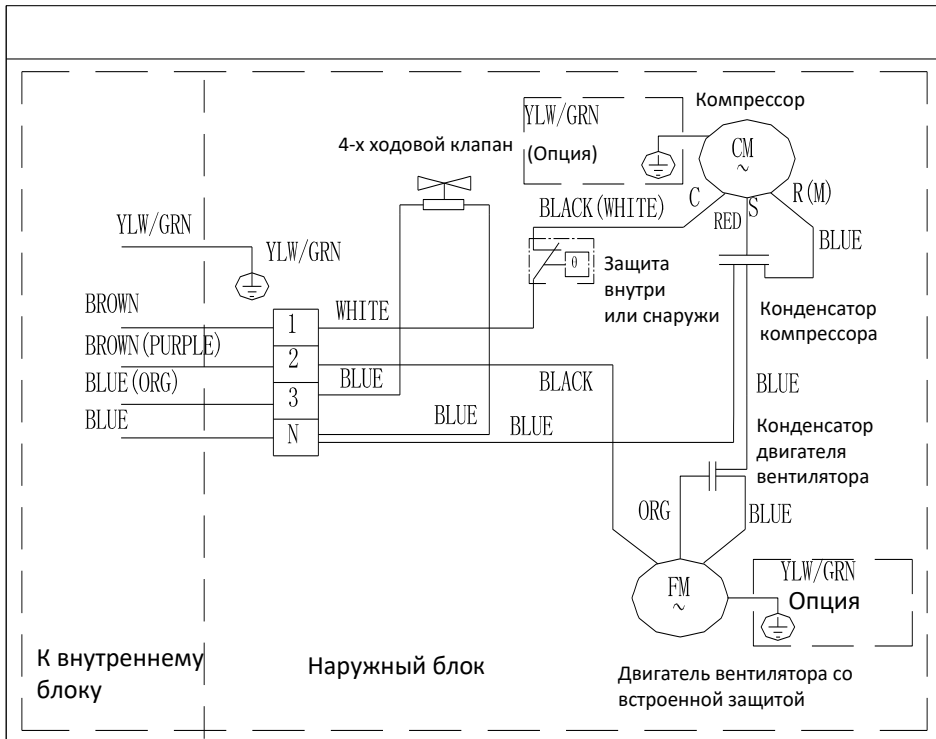 Компрессор
YLW/GRN
(Опция)
4-х ходовой клапан
CM
~
C
S
R(M)
BLACK(WHITE)
RED
BLUE
YLW/GRN
YLW/GRN
θ
Защита
внутри
или снаружи
BROWN
1
WHITE
Конденсатор
компрессора
BROWN(PURPLE)
2
BLUE
BLACK
BLUE
BLUE(ORG)
3
BLUE
N
BLUE
BLUE
Конденсатор
двигателя
вентилятора
ORG
BLUE
FM
~
YLW/GRN
Опция
К внутреннему
блоку
Наружный блок
Двигатель вентилятора со
встроенной защитой